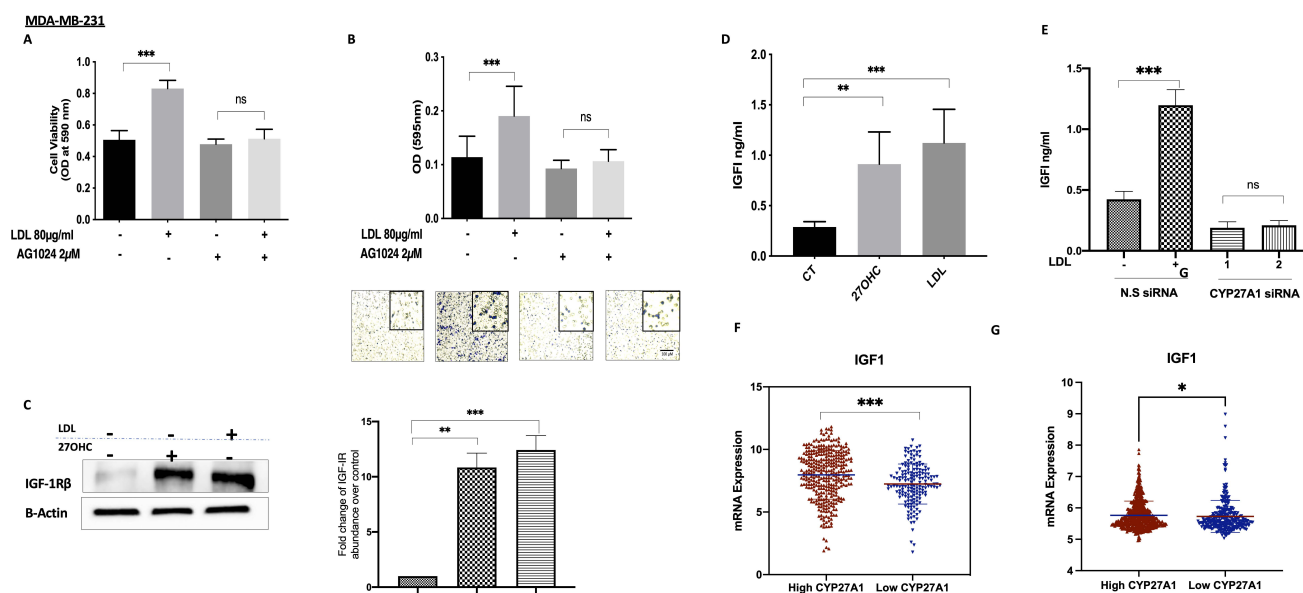 MDA-MB-231
A
***
ns
1.0
0.8
0.6
0.4
0.2
0.0
Cell Viability
(OD at 590 nm)
LDL 80µg/ml - + - +
AG1024 2µM - - + +
B
***
ns
0.3
0.2
0.1
0.0
OD (595nm)
LDL 80µg/ml - + - +
AG1024 2µM - - + +
C
LDL - - +
27OHC - + -
IGF-1Rβ
B-Actin
***
**
15
10
5
0
Fold change of IGF-IR
abundance over control
D
***
**
2.0
1.5
1.0
0.5
0.0
IGFI ng/ml
CT
27OHC
LDL
E
***
ns
1.5
1.0
0.5
0.0
IGFI ng/ml
LDL - + 1 2
G
N.S siRNA CYP27A1 siRNA
F
IGF1
***
15
10
5
0
mRNA Expression
High CYP27A1 Low CYP27A1
G
IGF1
*
10
9
8
7
6
5
4
mRNA Expression
High CYP27A1 Low CYP27A1